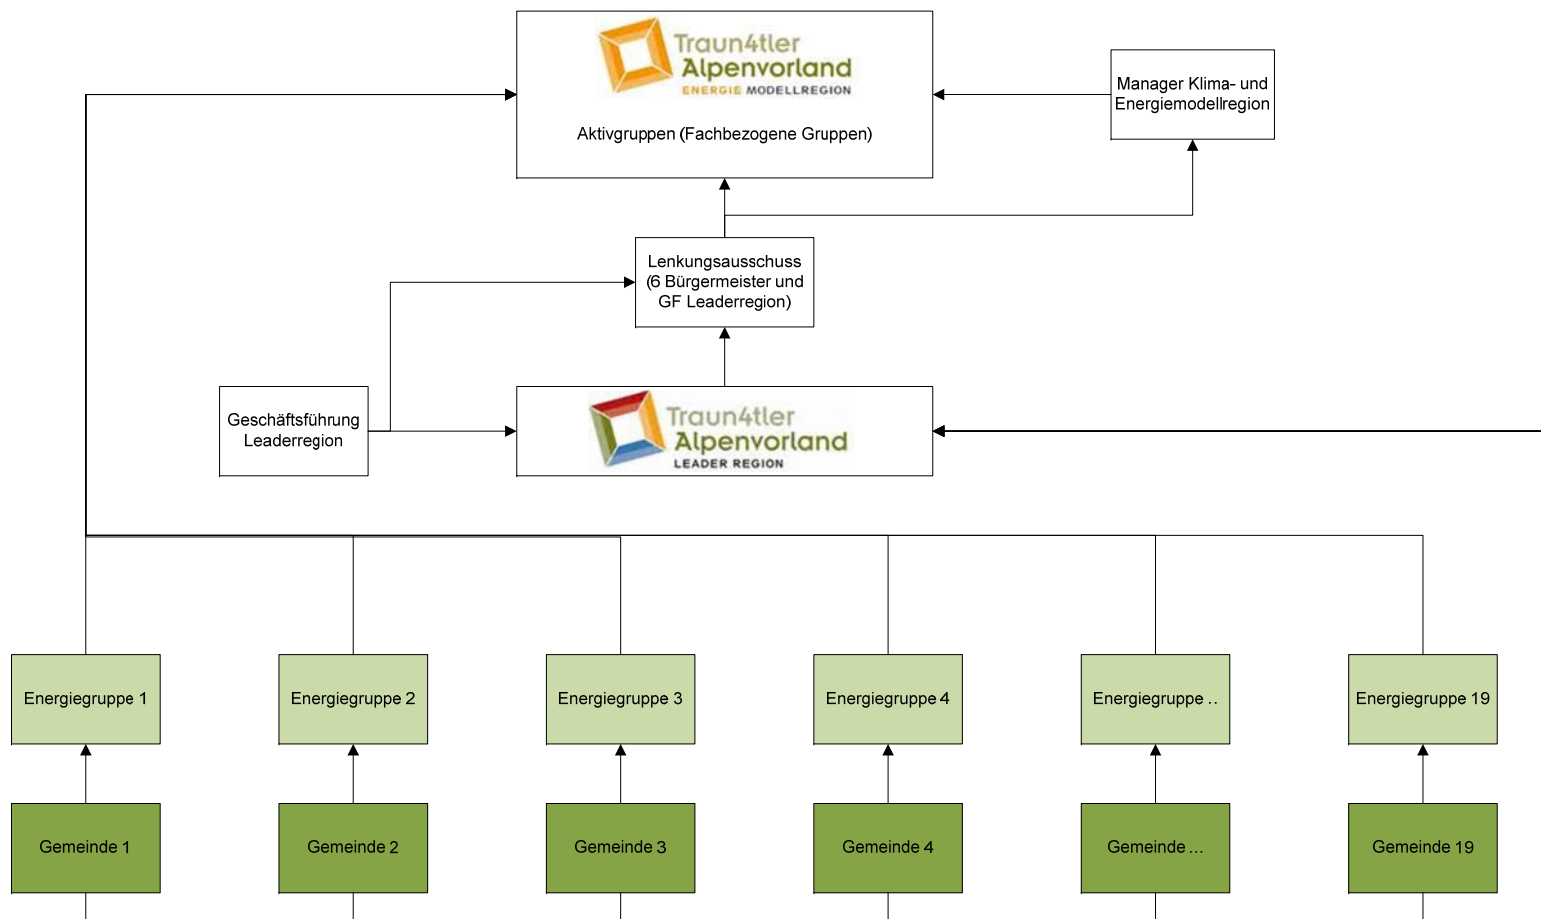 Traun4tler
Alpenvorland
ENERGIE MODELLREGION
Aktivgruppen (Fachbezogene Gruppen)
Manager Klima- und
Energiemodellregion
Lenkungsausschuss
(6 Bürgermeister und
GF Leaderregion)
Geschäftsführung
Leaderregion
Traun4tler
Alpenvorland
LEADER REGION
Energiegruppe 1
Energiegruppe 2
Energiegruppe 3
Energiegruppe 4
Energiegruppe ..
Energiegruppe 19
Gemeinde 1
Gemeinde 2
Gemeinde 3
Gemeinde 4
Gemeinde ...
Gemeinde 19